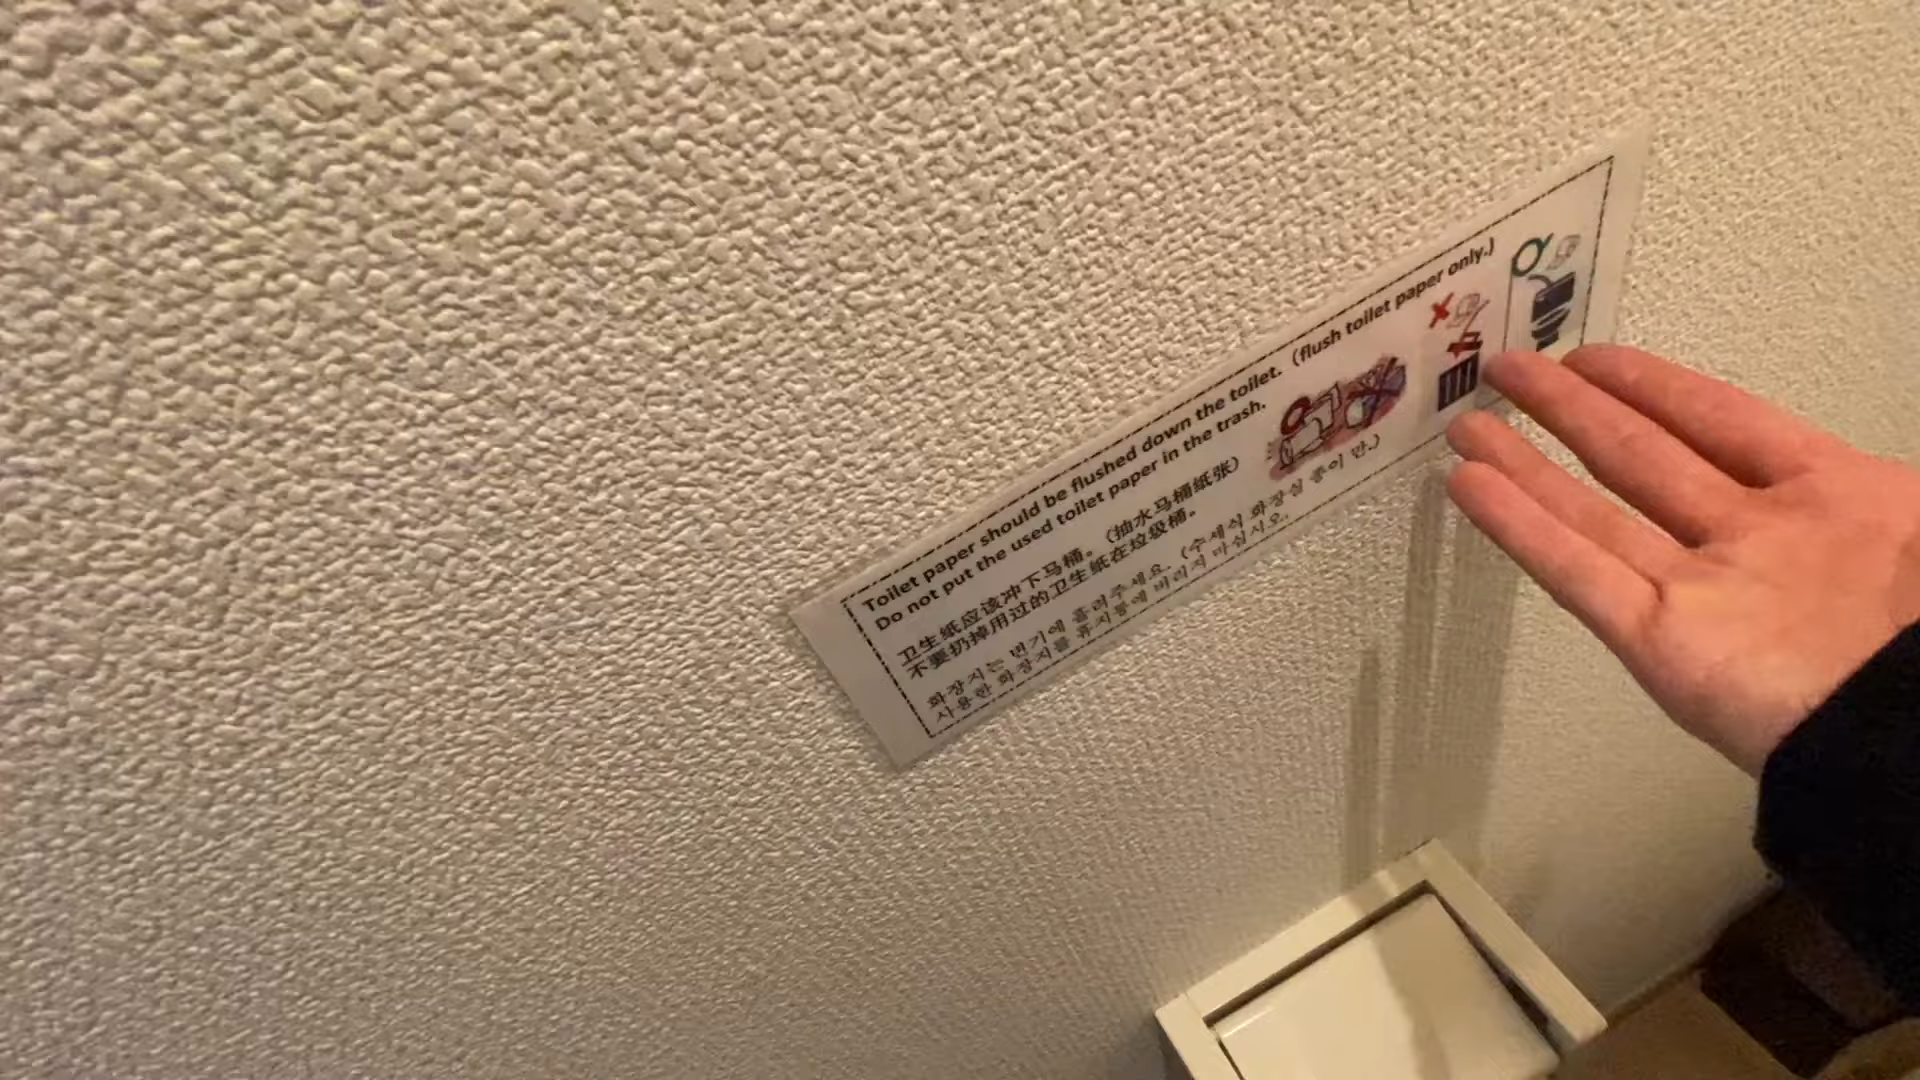 Toilet paper should be flushed down the toilet. (flush toilet paper only.)
Do not put the used toilet paper in the trash.
卫生纸应该冲下马桶。(抽水马桶纸张)
不要扔掉用过的卫生纸在垃圾桶。
화장지는 변기에 흘려주세요. (수세식 화장실 종이 만.)
사용한 화장지를 휴지통에 버리지 마십시오.